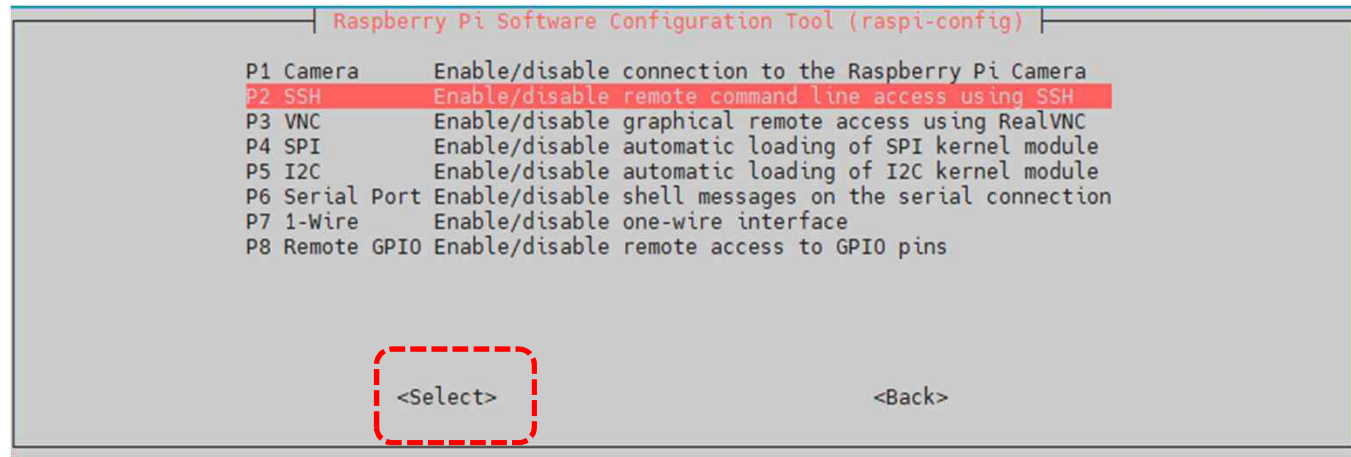 Raspberry Pi Software Configuration Tool (raspi-config)
P1 Camera Enable/disable connection to the Raspberry Pi Camera
P2 SSH Enable/disable remote command line access using SSH
P3 VNC Enable/disable graphical remote access using RealVNC
P4 SPI Enable/disable automatic loading of SPI kernel module
P5 I2C Enable/disable automatic loading of I2C kernel module
P6 Serial Port Enable/disable shell messages on the serial connection
P7 1-Wire Enable/disable one-wire interface
P8 Remote GPIO Enable/disable remote access to GPIO pins
<Select> <Back>